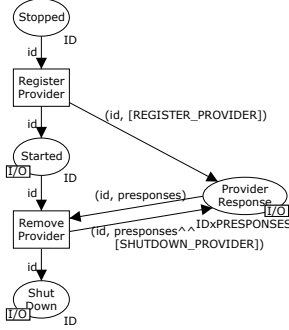 Stopped
ID
id
Register
Provider
(id, [REGISTER_PROVIDER])
id
Started
I/O
ID
id
(id, presponses)
Provider
Response
I/O
IDxPRESPONSES
Remove
Provider
(id, presponses^^
[SHUTDOWN_PROVIDER])
id
Shut
Down
I/O
ID